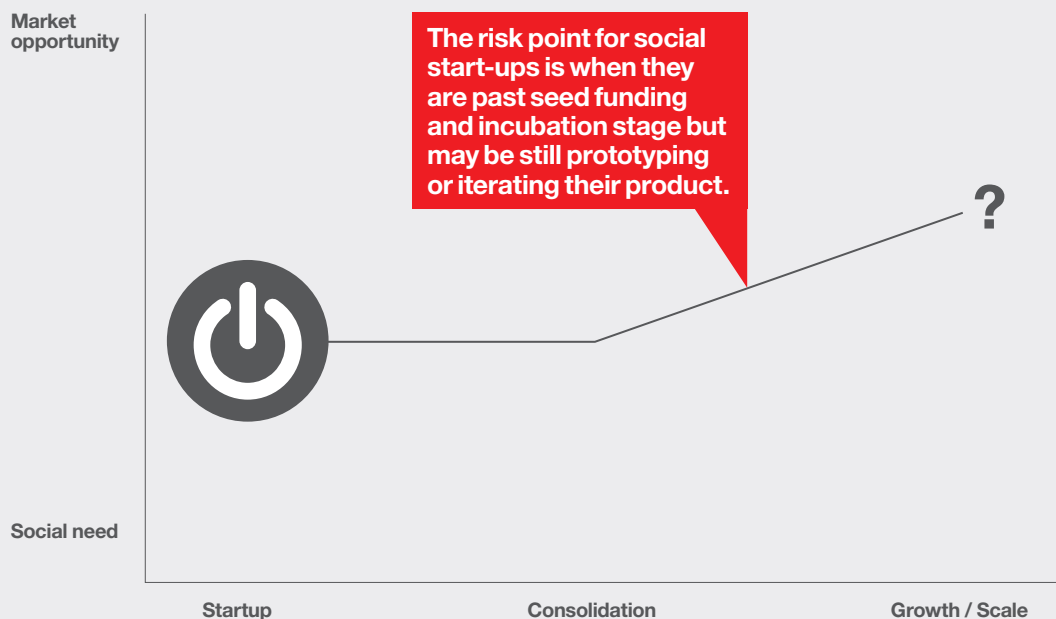 Market
opportunity
The risk point for social
start-ups is when they
are past seed funding
and incubation stage but
may be still prototyping
or iterating their product.
?
Social need
Startup
Consolidation
Growth / Scale